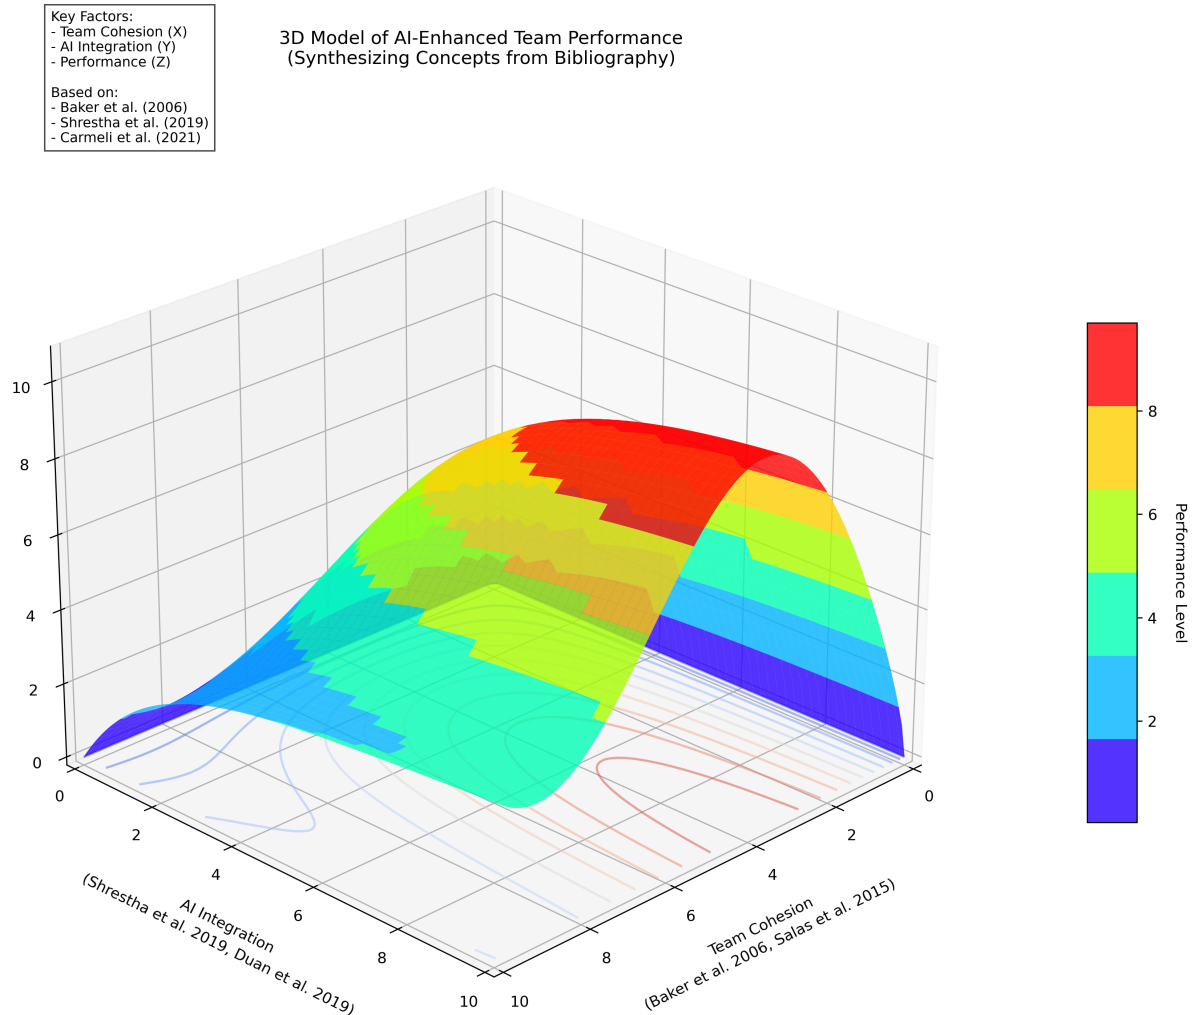 Key Factors:
- Team Cohesion (X)
- AI Integration (Y)
- Performance (Z)
Based on:
- Baker et al. (2006)
- Shrestha et al. (2019)
- Carmeli et al. (2021)
3D Model of AI-Enhanced Team Performance
(Synthesizing Concepts from Bibliography)
10
8
6
4
2
0
0
2
4
6
8
10
AI Integration
(Shrestha et al. 2019, Duan et al. 2019)
10
8
6
4
2
0
Team Cohesion
(Baker et al. 2006, Salas et al. 2015)
8
6
4
2
Performance Level